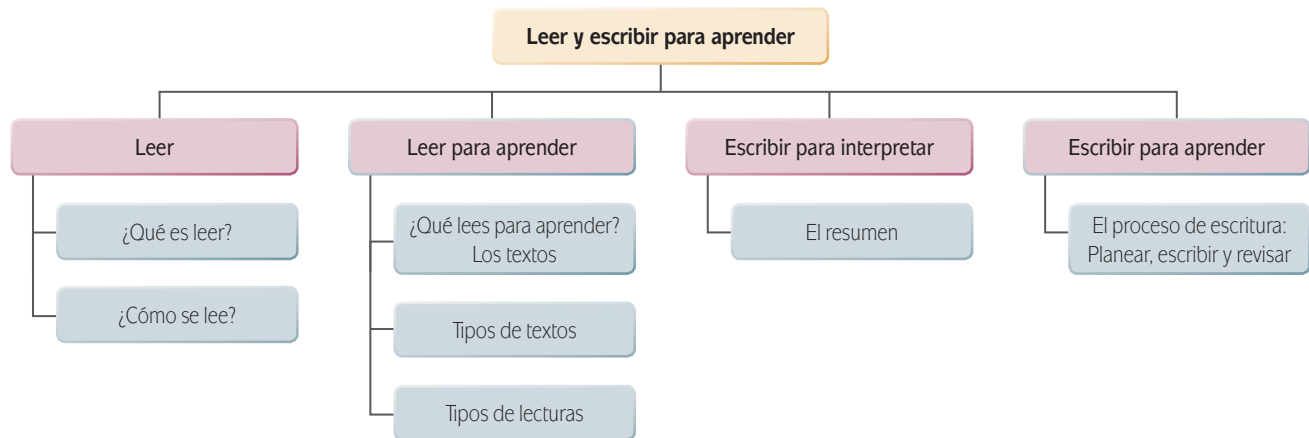 Leer y escribir para aprender
Leer
¿Qué es leer?
¿Cómo se lee?
Leer para aprender
¿Qué lees para aprender?
Los textos
Tipos de textos
Tipos de lecturas
Escribir para interpretar
El resumen
Escribir para aprender
El proceso de escritura:
Planear, escribir y revisar